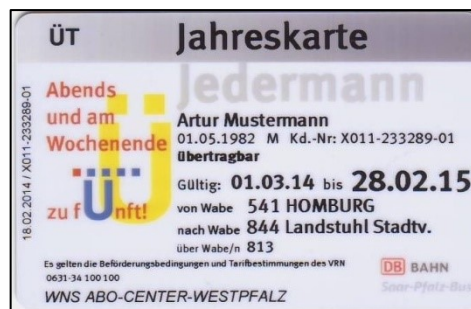 ÜT Jahreskarte
Jedermann
Abends
und am
Wochenende
zu fÜnft!
Ü
18.02.2014 / X011-233289-01
Artur Mustermann
01.05.1982 M Kd.-Nr: X011-233289-01
übertragbar
Gültig: 01.03.14 bis 28.02.15
von Wabe 541 HOMBURG
nach Wabe 844 Landstuhl Stadtv.
über Wabe/n 813
Es gelten die Beförderungsbedingungen und Tarifbestimmungen des VRN
0631-34 100 100
WNS ABO-CENTER-WESTPFALZ
DB BAHN
Saar-Pfalz-Bus